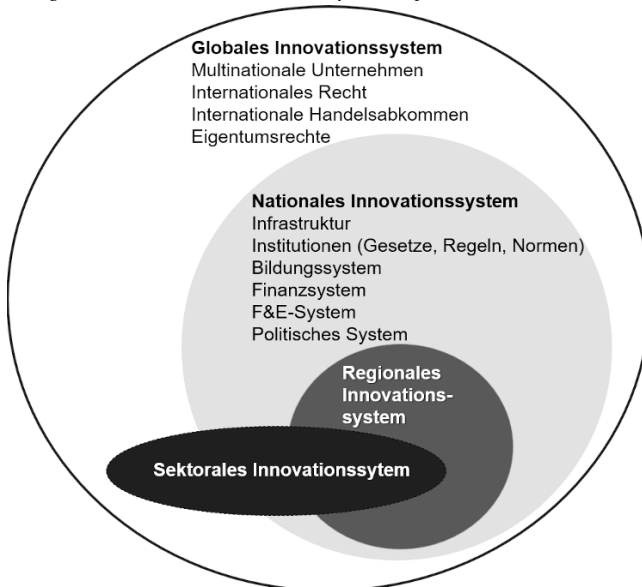 Globales Innovationssystem
Multinationale Unternehmen
Internationales Recht
Internationale Handelsabkommen
Eigentumsrechte
Nationales Innovationssystem
Infrastruktur
Institutionen (Gesetze, Regeln, Normen)
Bildungssystem
Finanzsystem
F&E-System
Politisches System
Regionales
Innovations-
system
Sektorales Innovationssytem